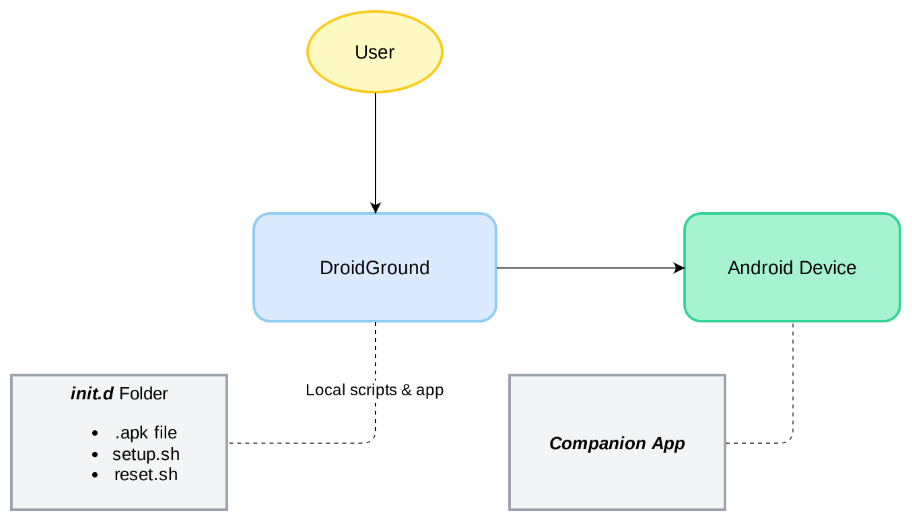 User
DroidGround
Android Device
Local scripts & app
init.d Folder
• .apk file
• setup.sh
• reset.sh
Companion App